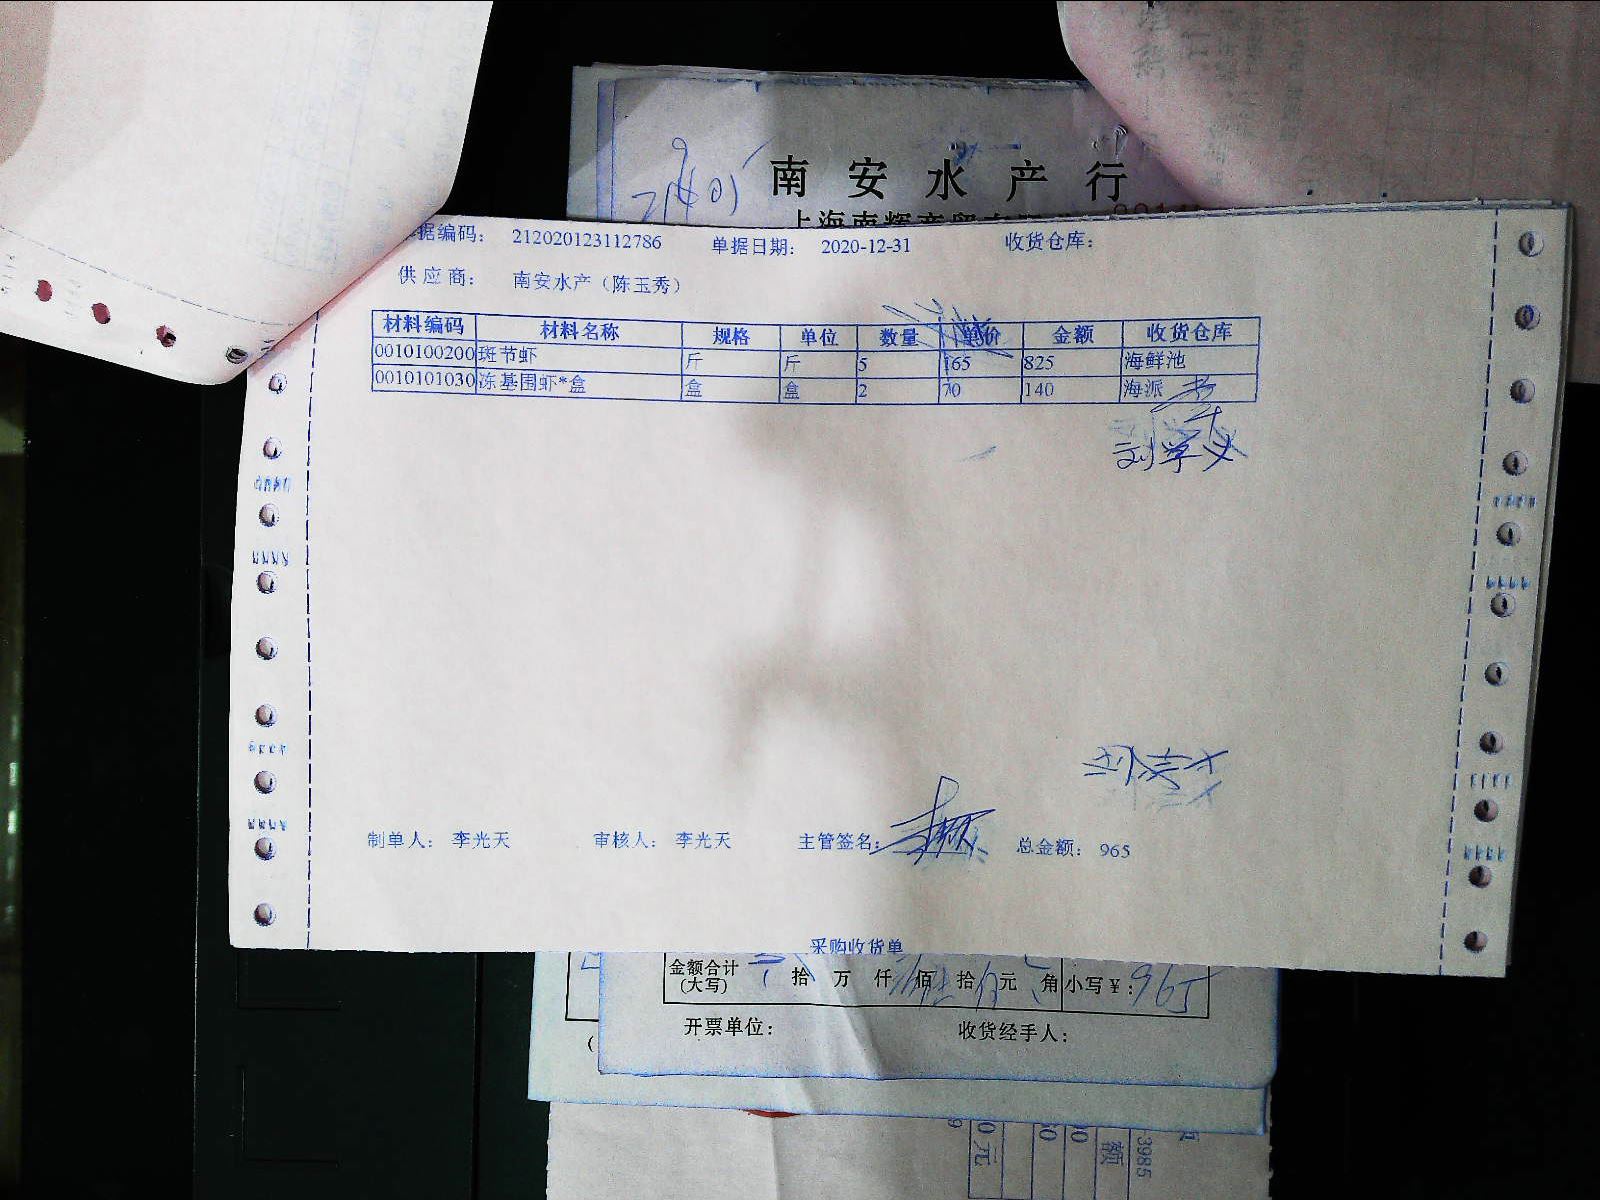 南安水产行
据编码： 212020123112786 单据日期： 2020-12-31 收货仓库：
供应商： 南安水产（陈玉秀）
材料编码 材料名称 规格 单位 数量 单价 金额 收货仓库
0010100200 斑节虾 斤 斤 5 165 825 海鲜池
0010101030 冻基围虾*盒 盒 盒 2 70 140 海派
刘学义
制单人： 李光天 审核人： 李光天 主管签名： 总金额： 965
采购收货单
金额合计（大写） 拾 万 仟 佰 拾 元 角 小写￥：965
开票单位： 收货经手人：